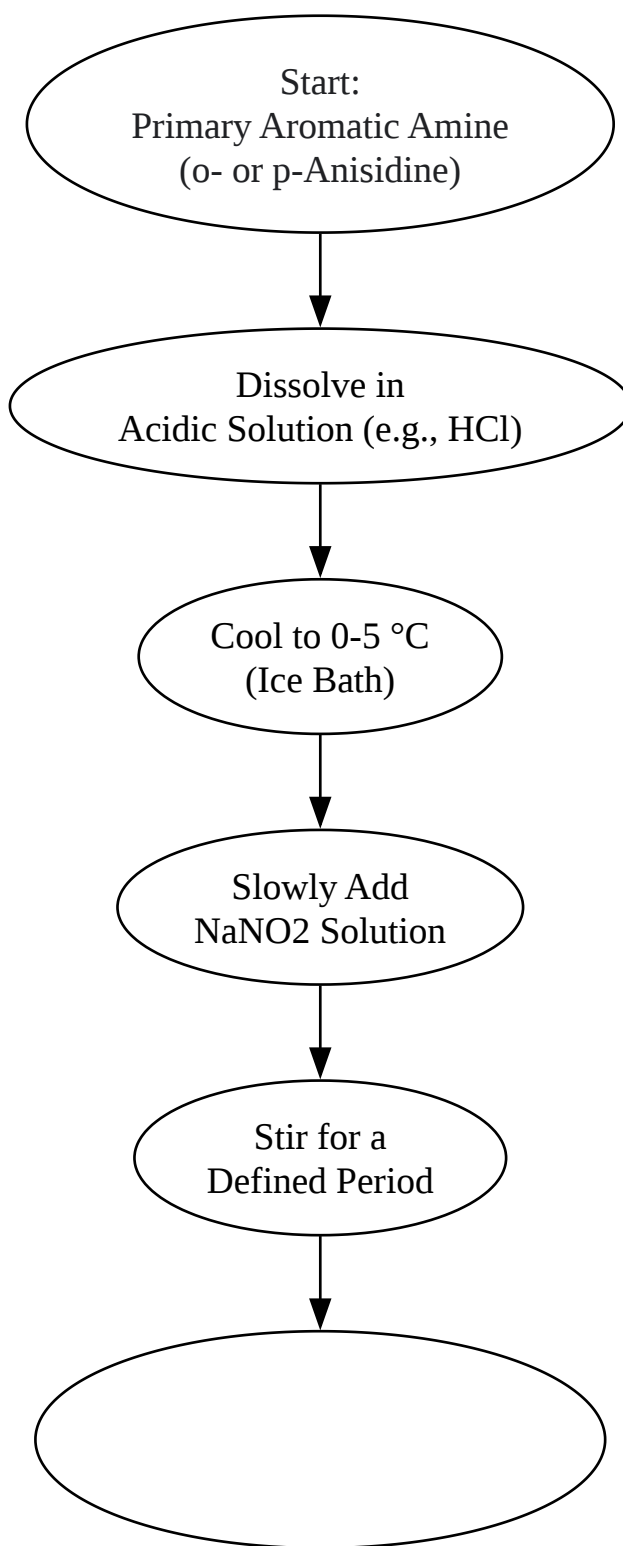 Start:
Primary Aromatic Amine
(o- or p-Anisidine)
Dissolve in
Acidic Solution (e.g., HCl)
Cool to 0-5 °C
(Ice Bath)
Slowly Add
NaNO2 Solution
Stir for a
Defined Period